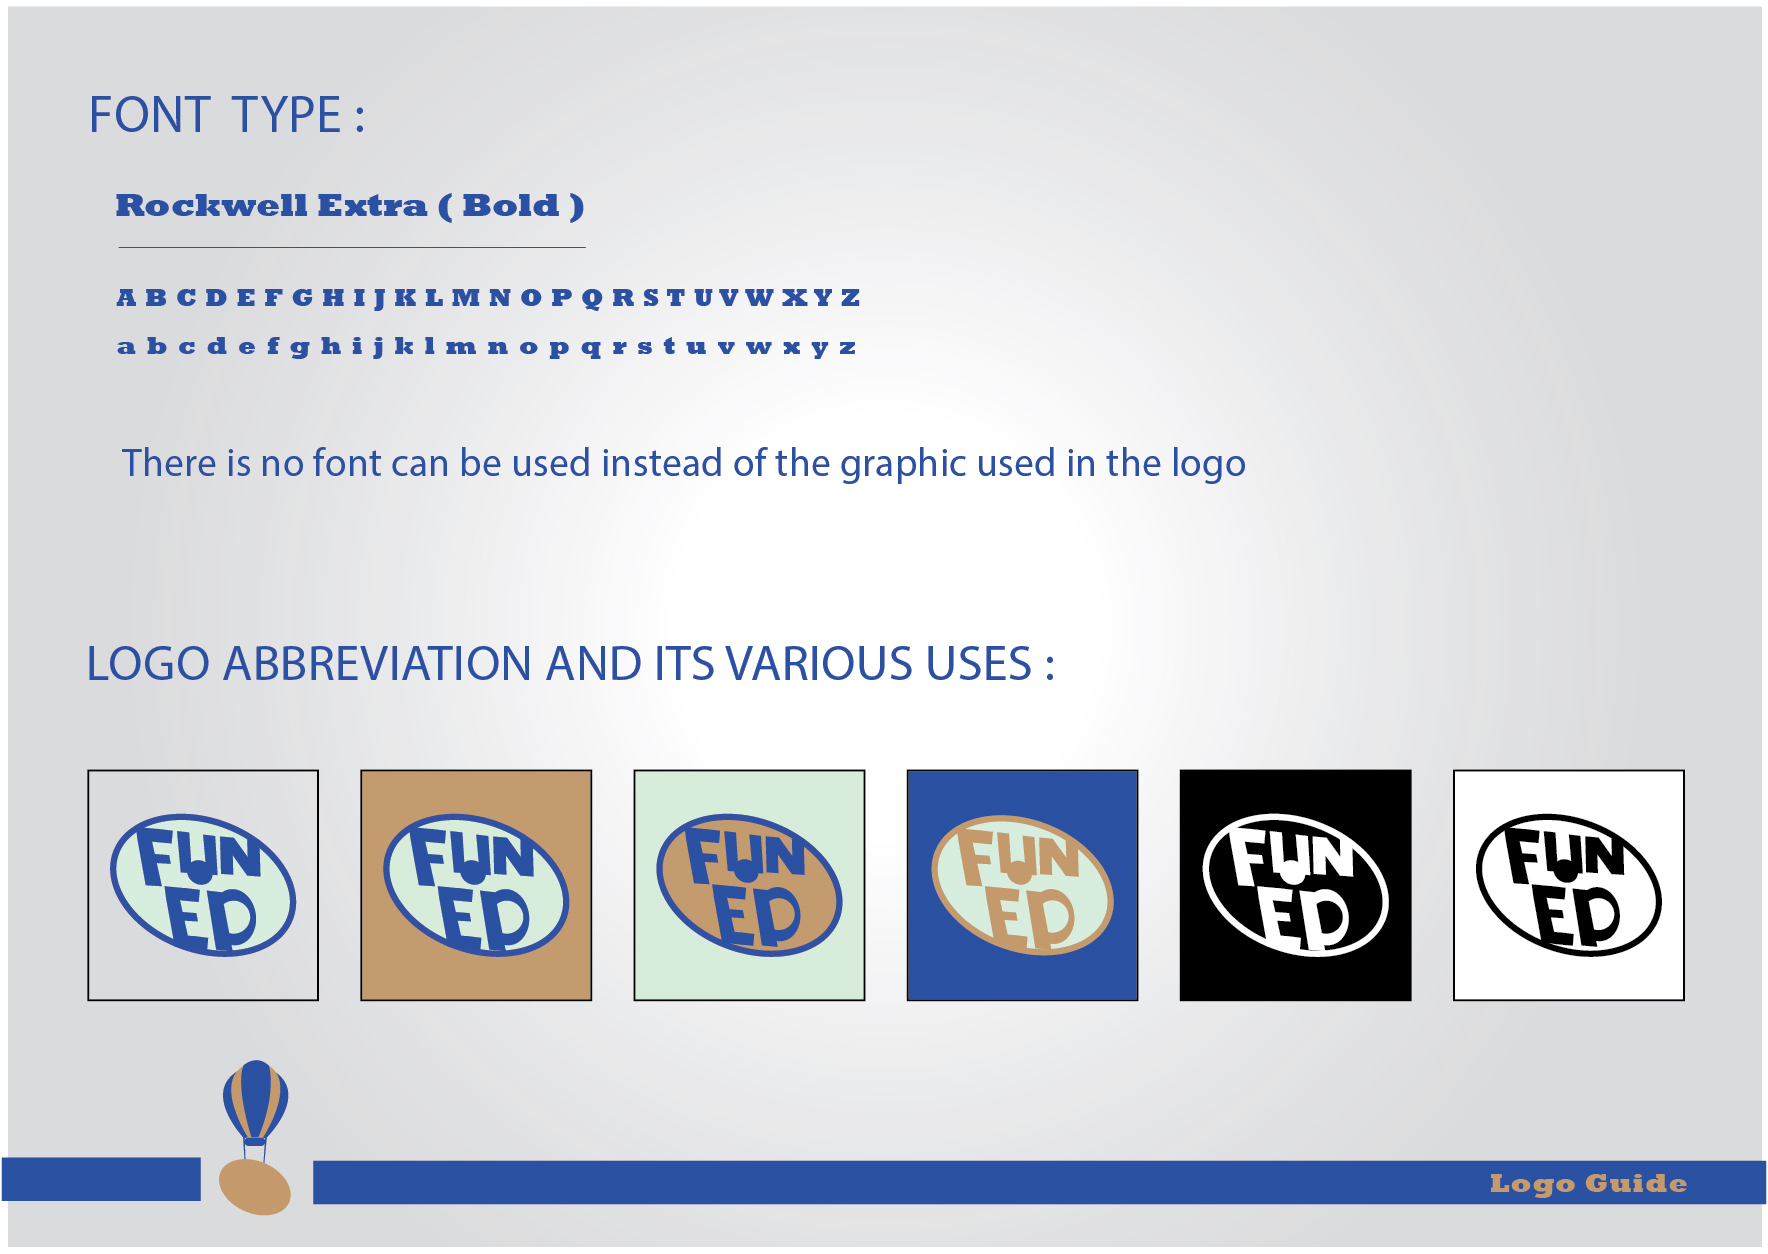 FONT TYPE :
Rockwell Extra ( Bold )
A B C D E F G H I J K L M N O P Q R S T U V W X Y Z
a b c d e f g h i j k l m n o p q r s t u v w x y z
There is no font can be used instead of the graphic used in the logo
LOGO ABBREVIATION AND ITS VARIOUS USES :
FUN
ED
FUN
ED
FUN
ED
FUN
ED
FUN
ED
FUN
ED
Logo Guide